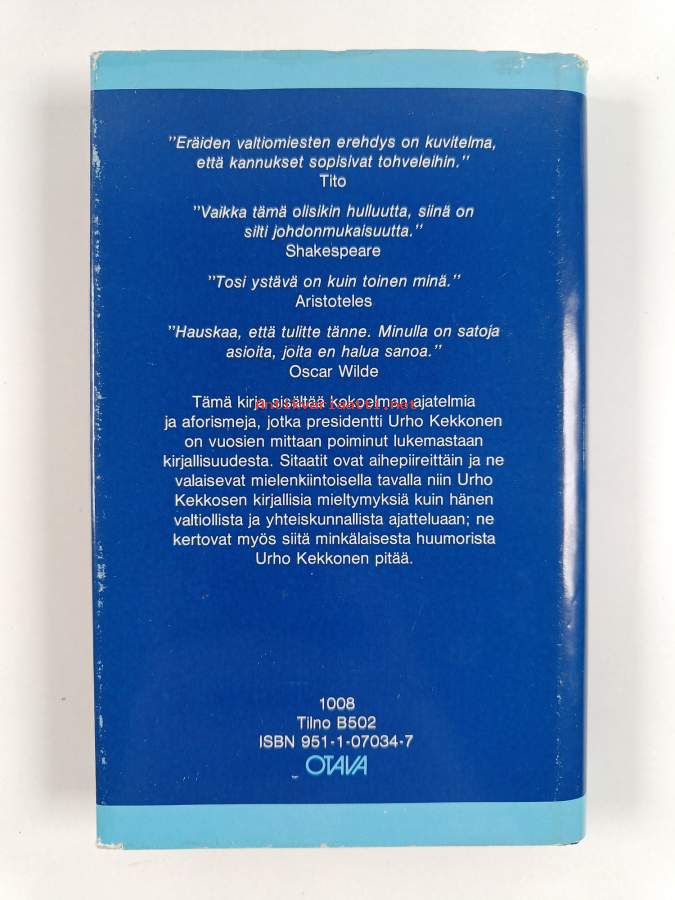 "Eräiden valtiomiesten erehdys on kuvitelma,
että kannukset sopisivat tohveleihin."
Tito
"Vaikka tämä olisikin hulluutta, siinä on
silti johdonmukaisuutta."
Shakespeare
"Tosi ystävä on kuin toinen minä."
Aristoteles
"Hauskaa, että tulitte tänne. Minulla on satoja
asioita, joita en halua sanoa."
Oscar Wilde
Tämä kirja sisältää kokoelman ajatelmia
Antikvariaatti.net
ja aforismeja, jotka presidentti Urho Kekkonen
on vuosien mittaan poiminut lukemastaan
kirjallisuudesta. Sitaatit ovat aihepiireittäin ja ne
valaisevat mielenkiintoisella tavalla niin Urho
Kekkosen kirjallisia mieltymyksiä kuin hänen
valtiollista ja yhteiskunnallista ajatteluaan; ne
kertovat myös siitä minkälaisesta huumorista
Urho Kekkonen pitää.
1008
Tilno B502
ISBN 951-1-07034-7
OTAVA